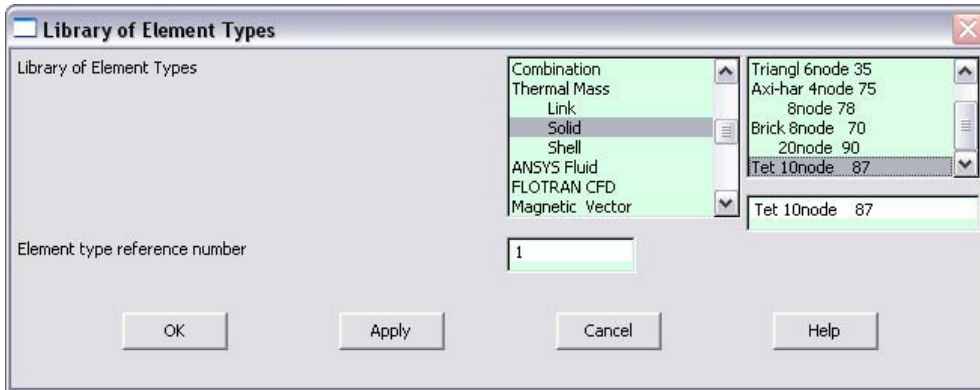 Library of Element Types
Library of Element Types
Combination
Thermal Mass
Link
Solid
Shell
ANSYS Fluid
FLOTRAN CFD
Magnetic Vector
Triangl 6node 35
Axi-har 4node 75
8node 78
Brick 8node 70
20node 90
Tet 10node 87
Tet 10node 87
Element type reference number
1
OK
Apply
Cancel
Help